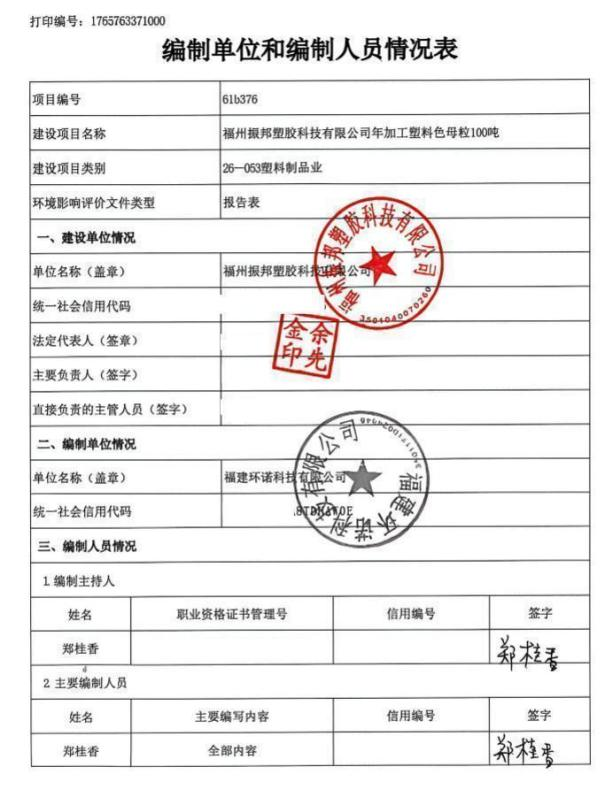 打印编号：1765763371000
编制单位和编制人员情况表
项目编号 61b376
建设项目名称 福州振邦塑胶科技有限公司年加工塑料色母粒100吨
建设项目类别 26—053塑料制品业
环境影响评价文件类型 报告表
一、建设单位情况
单位名称（盖章） 福州振邦塑胶科技有限公司
统一社会信用代码
法定代表人（签章）
主要负责人（签字）
直接负责的主管人员（签字）
福州振邦塑胶科技有限公司
3501040070260
余先
金印
二、编制单位情况
单位名称（盖章） 福建环诺科技有限公司
统一社会信用代码
福建环诺科技有限公司
三、编制人员情况
1.编制主持人
姓名 职业资格证书管理号 信用编号 签字
郑桂香 郑桂香
2.主要编制人员
姓名 主要编写内容 信用编号 签字
郑桂香 全部内容 郑桂香